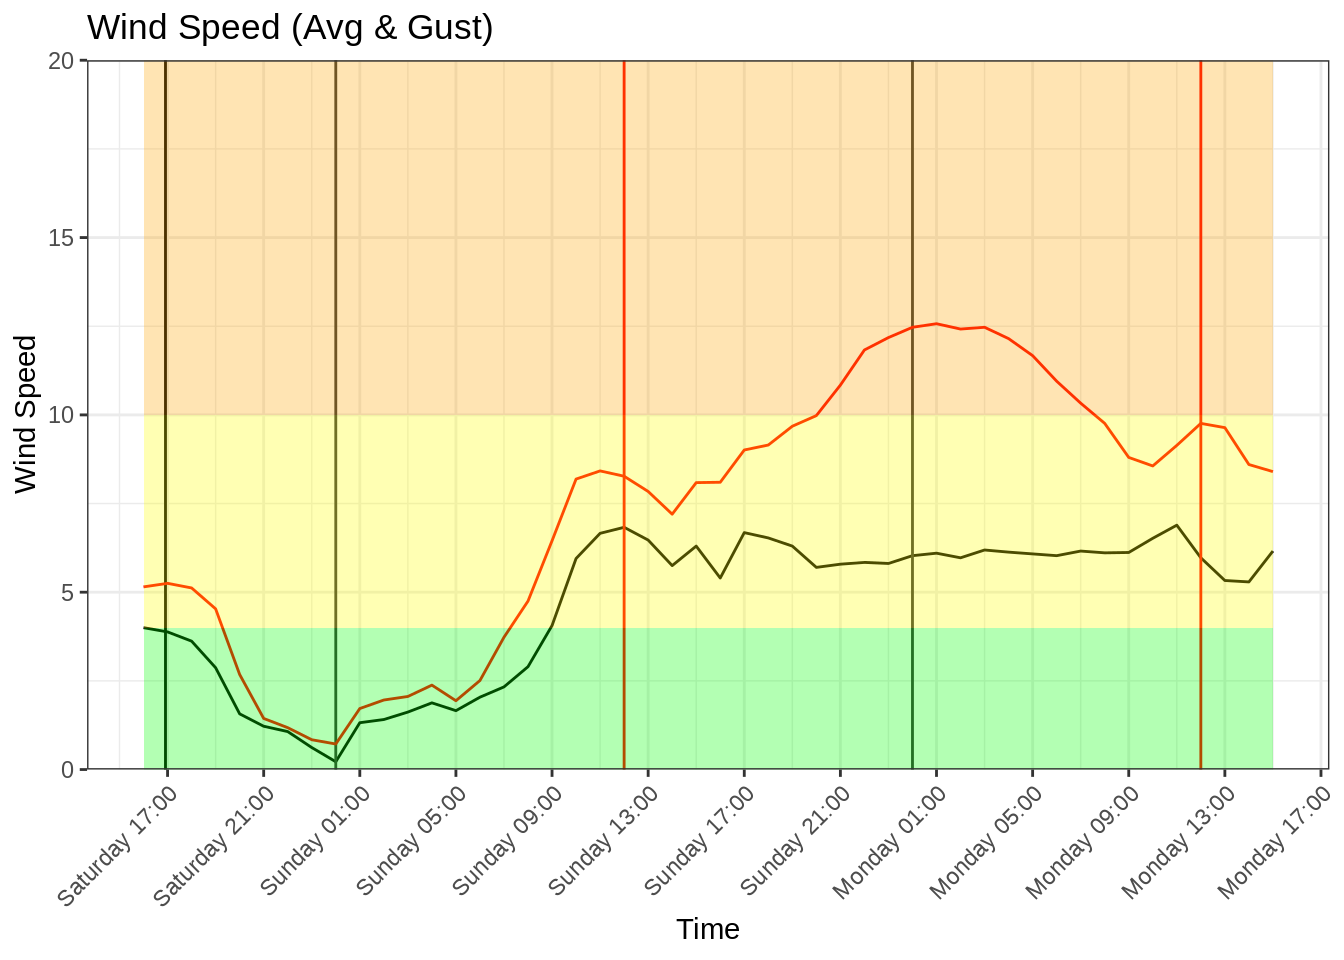 Wind Speed (Avg & Gust)
Wind Speed
20
15
10
5
0
Saturday 17:00
Saturday 21:00
Sunday 01:00
Sunday 05:00
Sunday 09:00
Sunday 13:00
Sunday 17:00
Sunday 21:00
Monday 01:00
Monday 05:00
Monday 09:00
Monday 13:00
Monday 17:00
Time